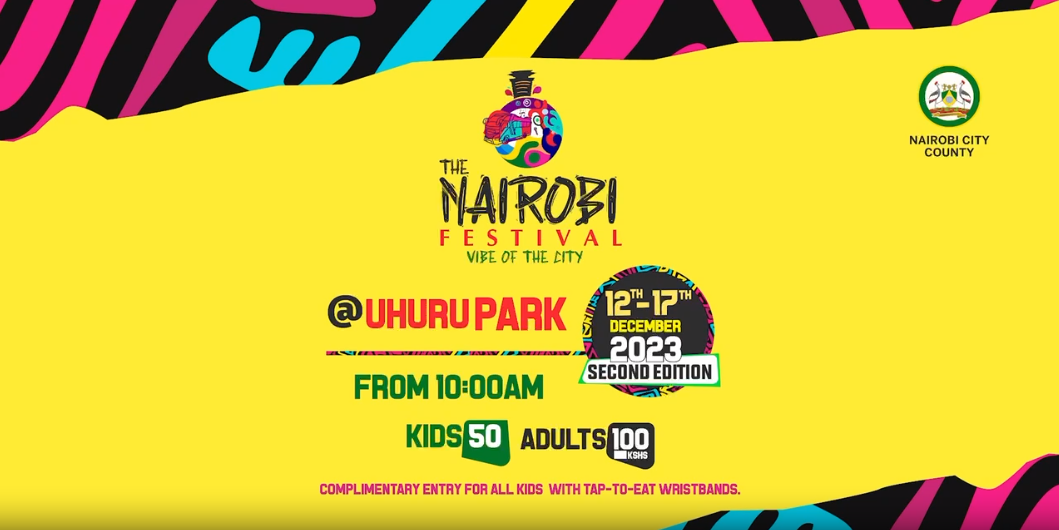 NAIROBI CITY
COUNTY
THE
NAIROBI
FESTIVAL
VIBE OF THE CITY
@UHURU PARK
12TH-17TH
DECEMBER
2023
SECOND EDITION
FROM 10:00AM
KIDS 50 ADULTS 100
KSHS
COMPLIMENTARY ENTRY FOR ALL KIDS WITH TAP-TO-EAT WRISTBANDS.